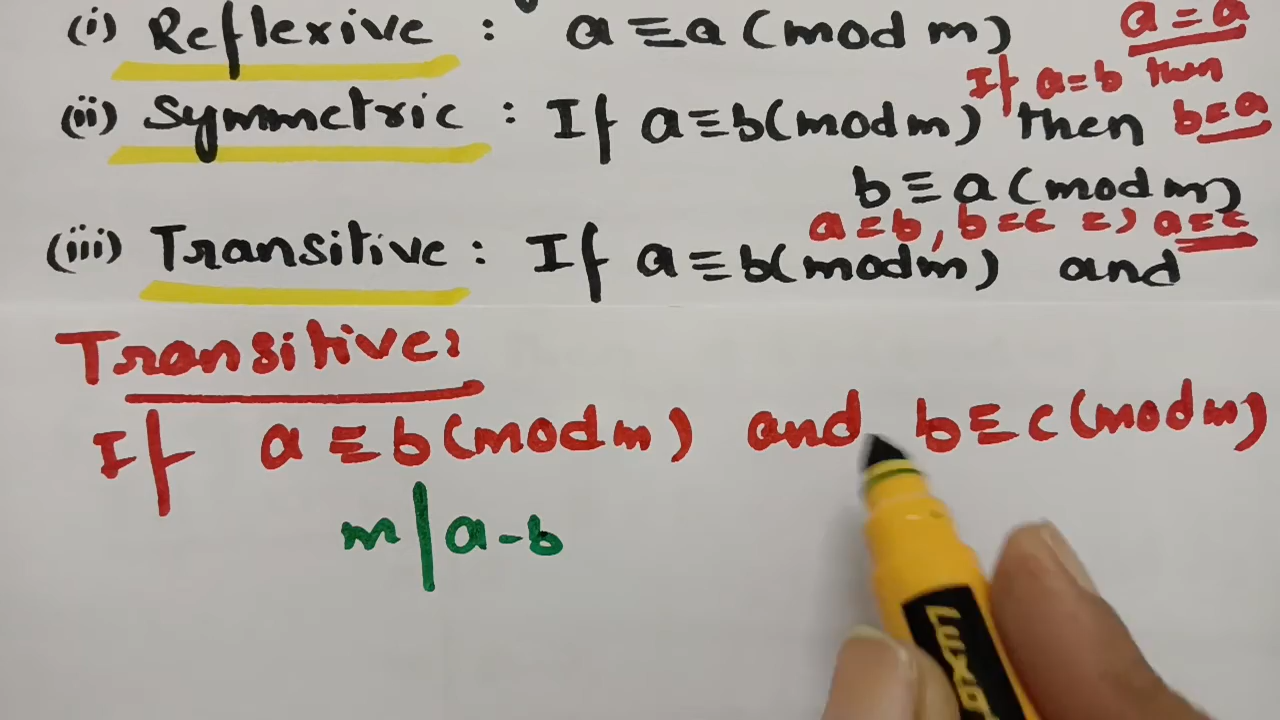 (i) Reflexive : a ≡ a (mod m) a = a
If a = b then
(ii) Symmetric : If a ≡ b (mod m) then b = a
b ≡ a (mod m)
a = b, b = c => a = c
(iii) Transitive : If a ≡ b (mod m) and
Transitive:
If a ≡ b (mod m) and b ≡ c (mod m)
m | a - b